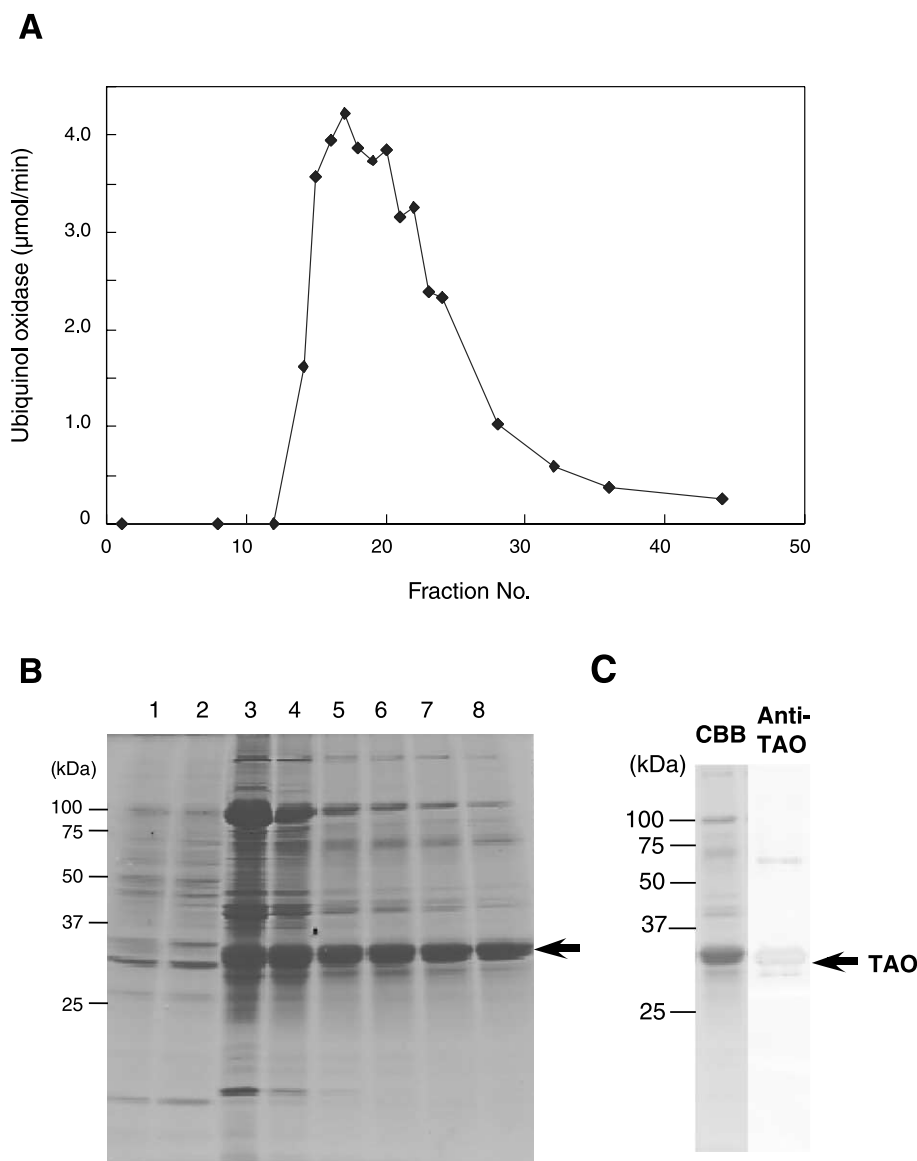 A
Ubiquinol oxidase (µmol/min)
4.0
3.0
2.0
1.0
0
0 10 20 30 40 50
Fraction No.
B
1 2 3 4 5 6 7 8
(kDa)
100
75
50
37
25
C
CBB
Anti-
TAO
(kDa)
100
75
50
37
25
TAO